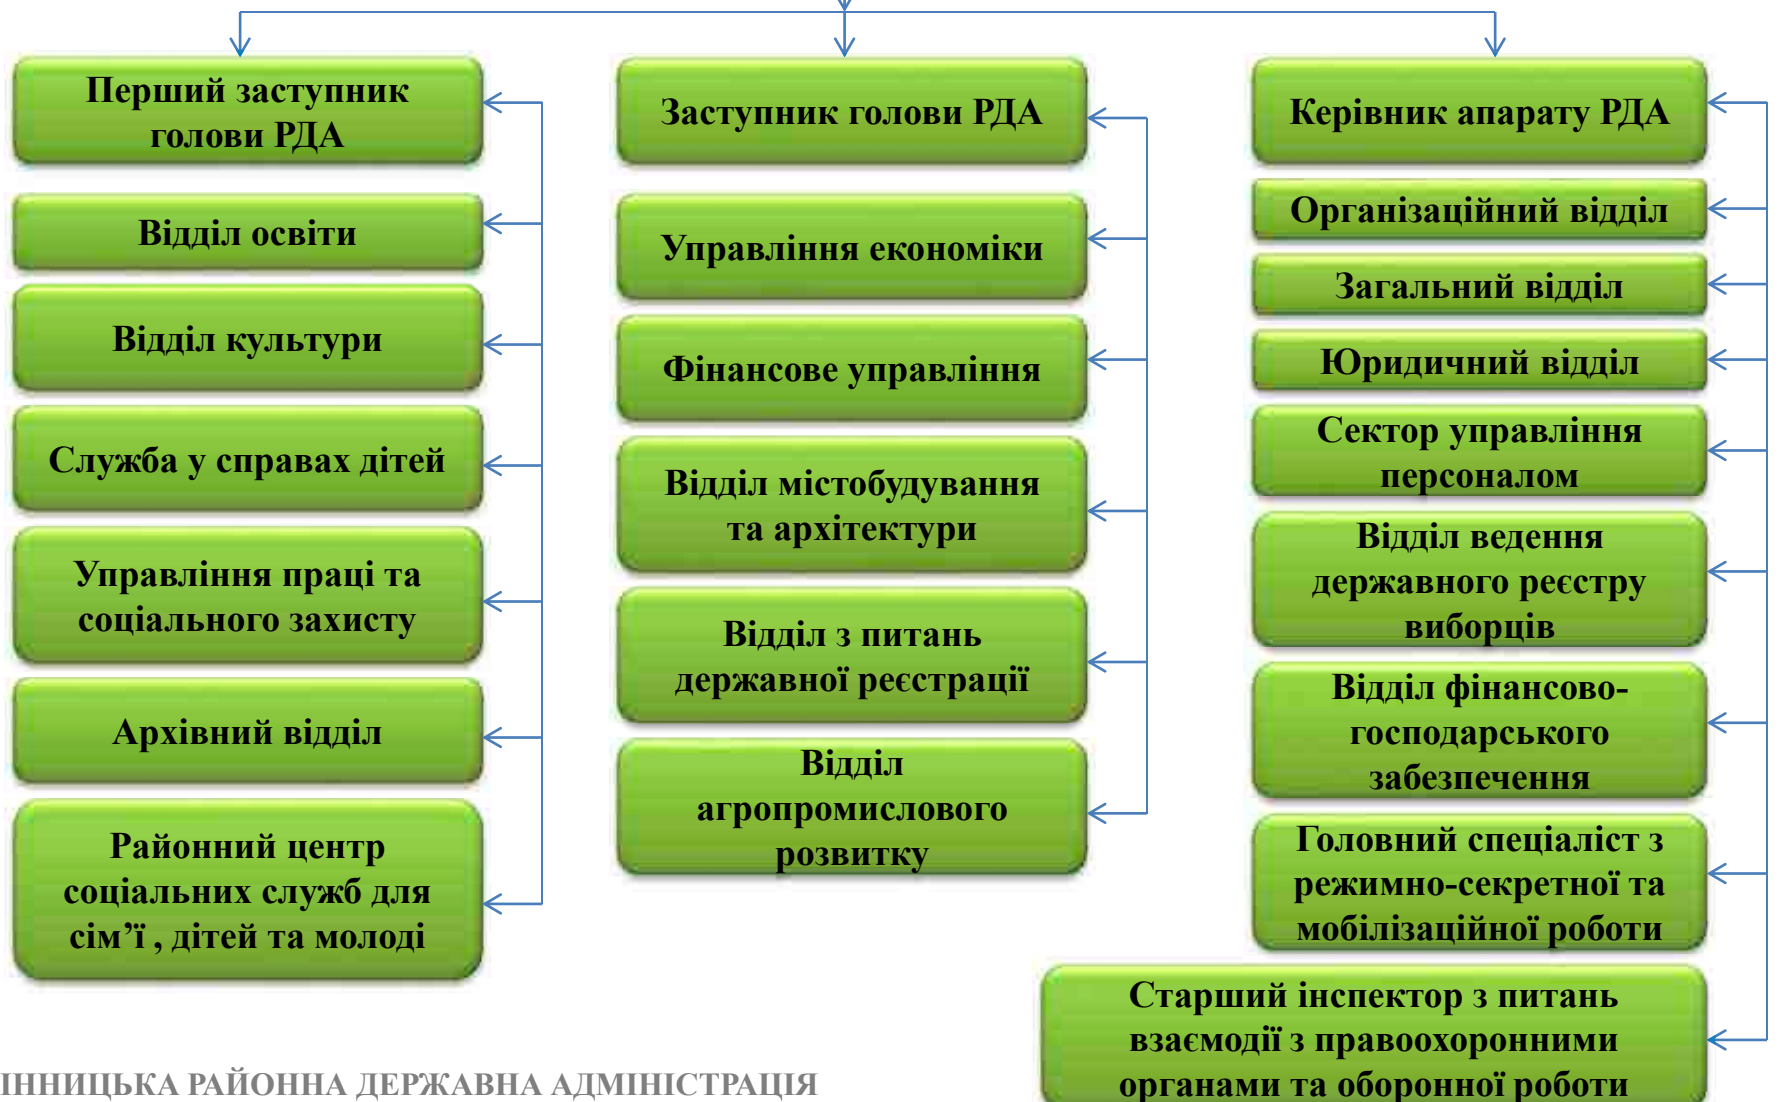 Перший заступник
голови РДА
Відділ освіти
Відділ культури
Служба у справах дітей
Управління праці та
соціального захисту
Архівний відділ
Районний центр
соціальних служб для
сім’ї , дітей та молоді
Заступник голови РДА
Управління економіки
Фінансове управління
Відділ містобудування
та архітектури
Відділ з питань
державної реєстрації
Відділ
агропромислового
розвитку
Керівник апарату РДА
Організаційний відділ
Загальний відділ
Юридичний відділ
Сектор управління
персоналом
Відділ ведення
державного реєстру
виборців
Відділ фінансово-
господарського
забезпечення
Головний спеціаліст з
режимно-секретної та
мобілізаційної роботи
Старший інспектор з питань
взаємодії з правоохоронними
органами та оборонної роботи
ІННИЦЬКА РАЙОННА ДЕРЖАВНА АДМІНІСТРАЦІЯ